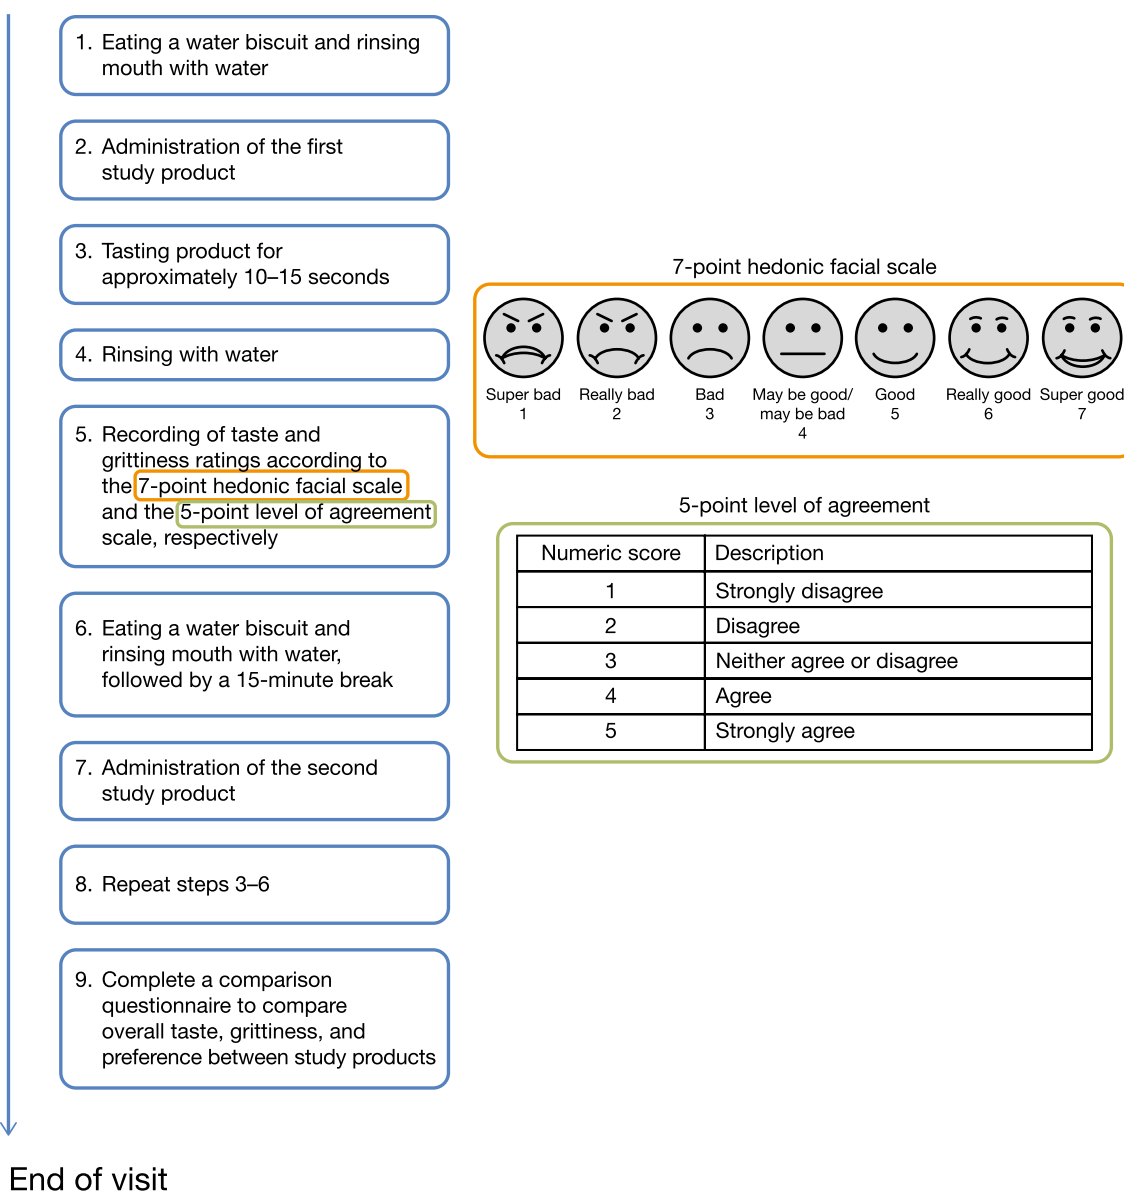 1. Eating a water biscuit and rinsing
mouth with water
2. Administration of the first
study product
3. Tasting product for
approximately 10–15 seconds
4. Rinsing with water
5. Recording of taste and
grittiness ratings according to
the 7-point hedonic facial scale
and the 5-point level of agreement
scale, respectively
6. Eating a water biscuit and
rinsing mouth with water,
followed by a 15-minute break
7. Administration of the second
study product
8. Repeat steps 3–6
9. Complete a comparison
questionnaire to compare
overall taste, grittiness, and
preference between study products
End of visit
7-point hedonic facial scale
Super bad Really bad Bad May be good/ Good Really good Super good
1 2 3 may be bad 5 6 7
4
5-point level of agreement
Numeric score Description
1 Strongly disagree
2 Disagree
3 Neither agree or disagree
4 Agree
5 Strongly agree